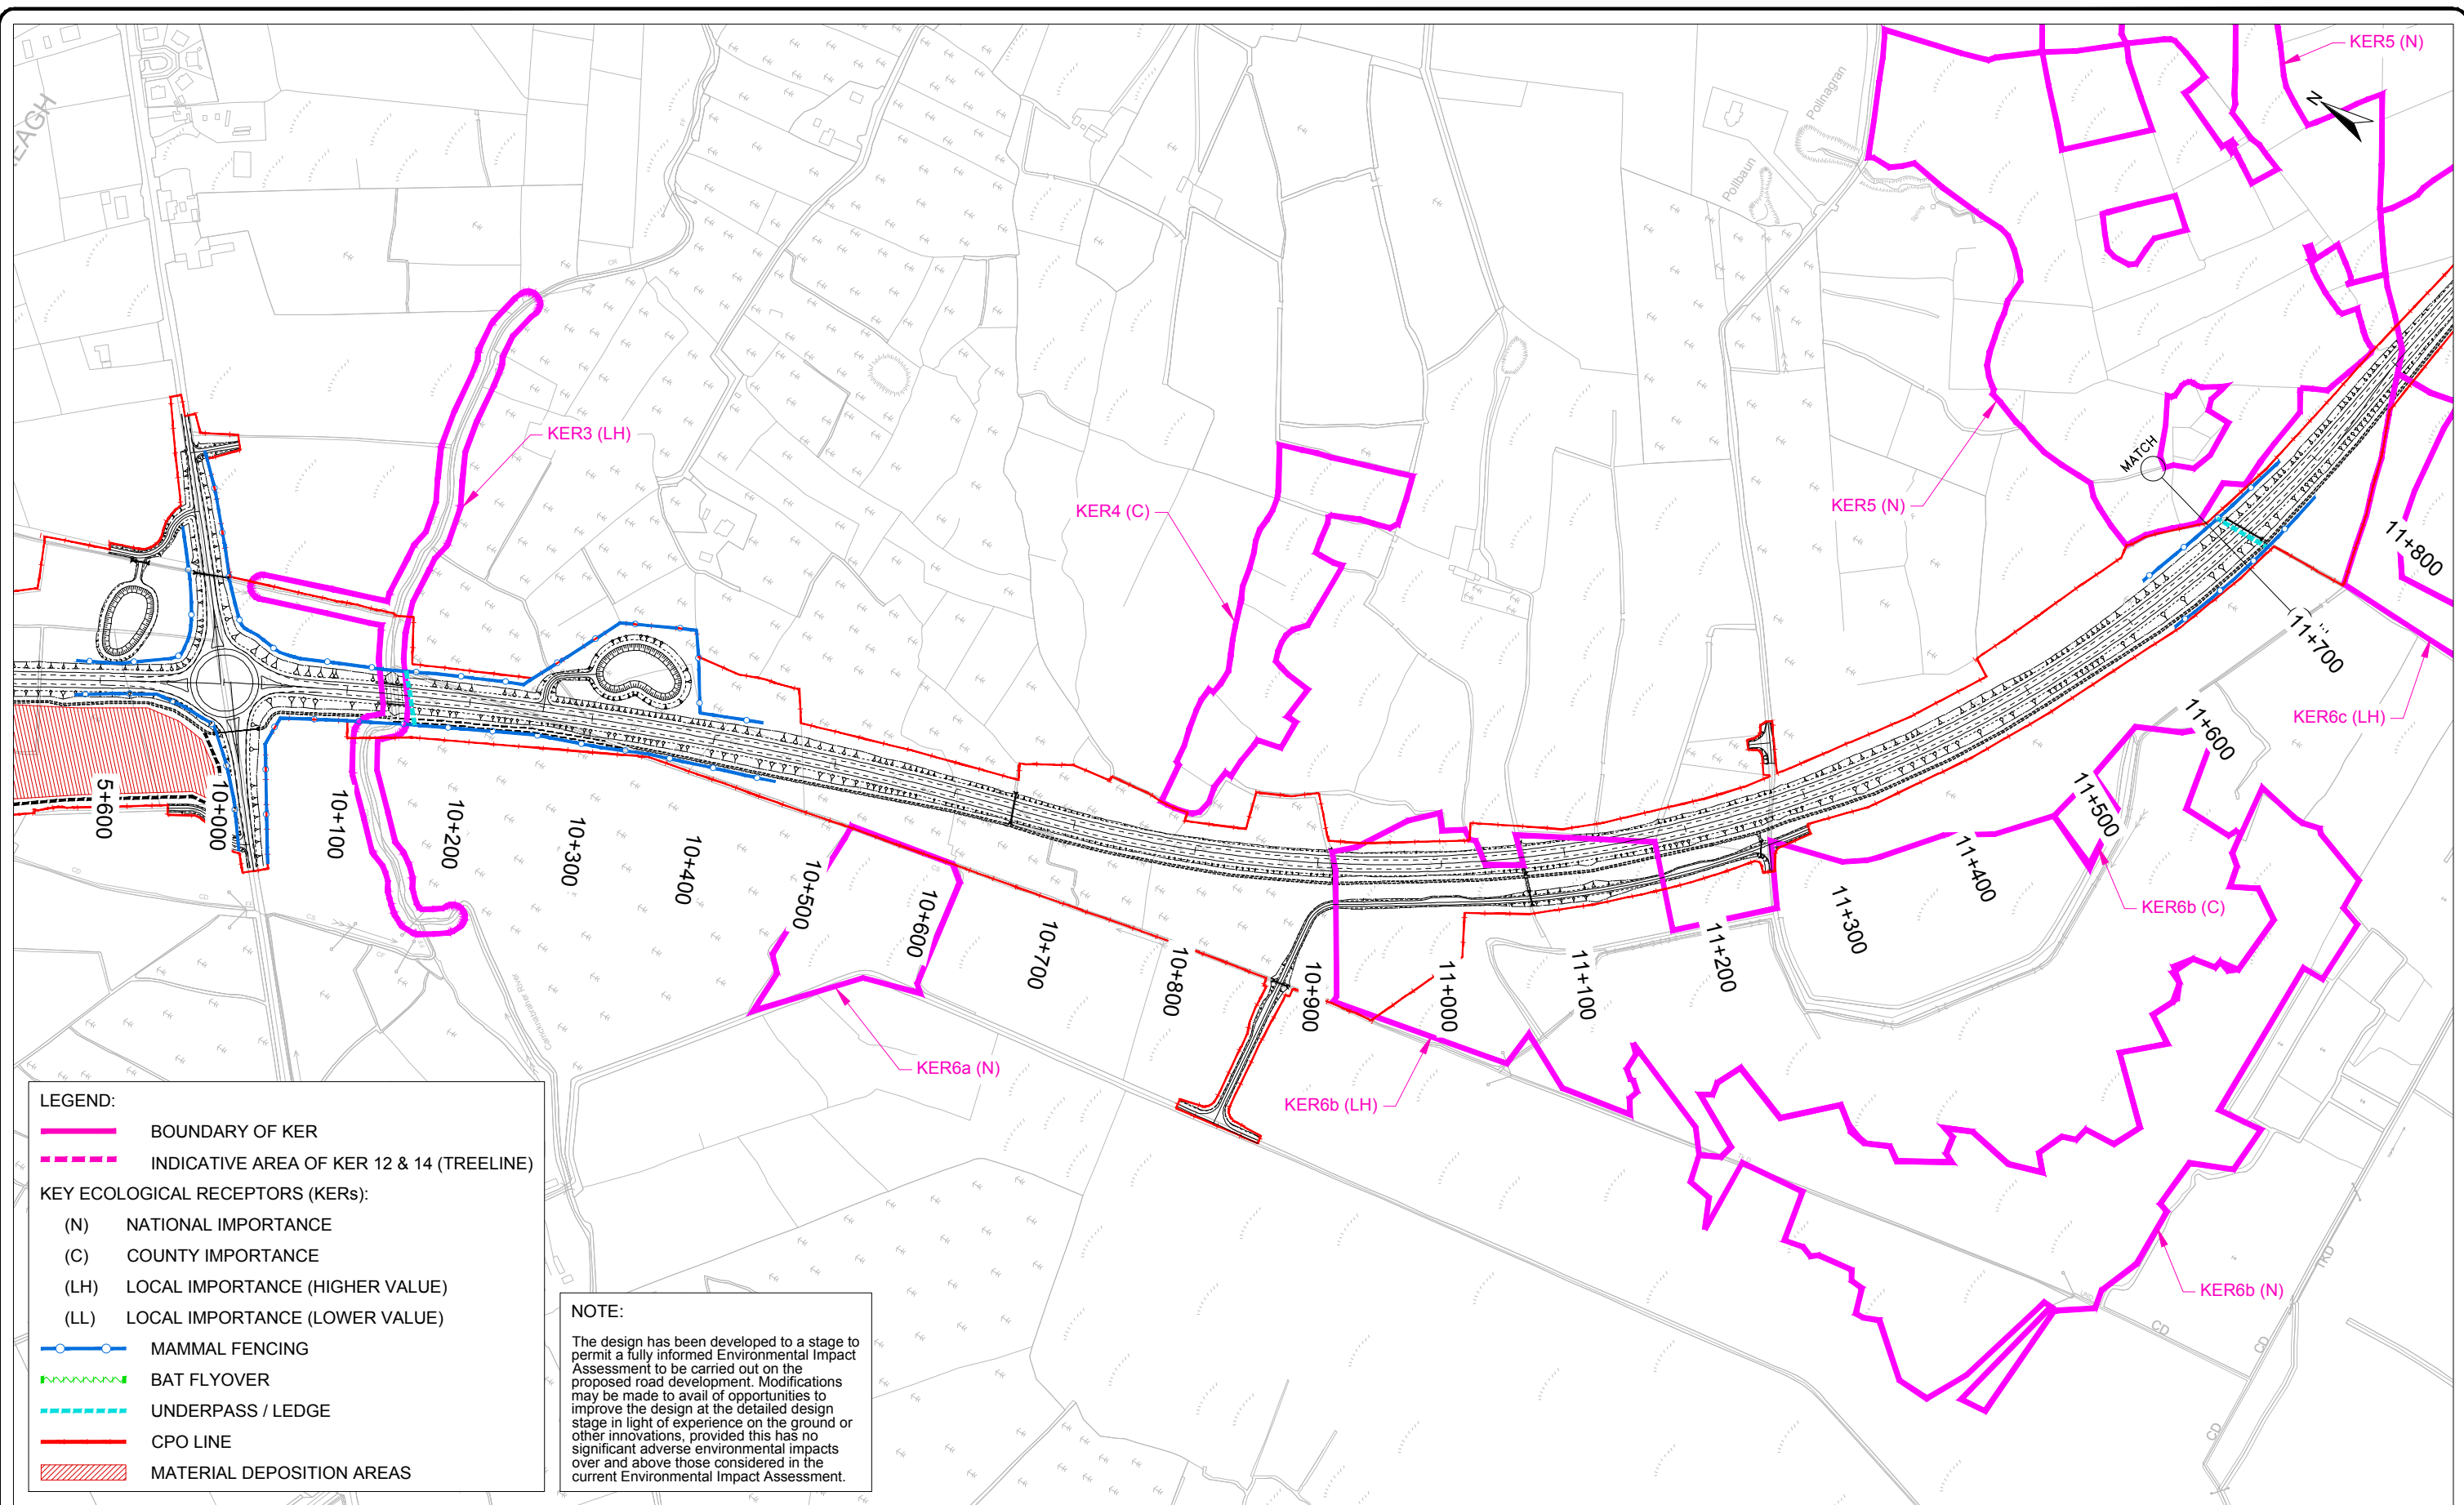 KER5 (N)
N
EAGH
Pollnagran
Pollbaun
Spring
KER3 (LH)
KER4 (C)
KER5 (N)
MATCH
11+800
11+700
KER6c (LH)
11+600
11+500
5+600
10+000
10+100
10+200
10+300
10+400
10+500
10+600
10+700
10+800
10+900
11+000
11+100
11+200
11+300
11+400
KER6b (C)
Carrowkeelanaher River
KER6a (N)
KER6b (LH)
KER6b (N)
TKD
CD
CD
CD
LEGEND:
BOUNDARY OF KER
INDICATIVE AREA OF KER 12 & 14 (TREELINE)
KEY ECOLOGICAL RECEPTORS (KERs):
(N) NATIONAL IMPORTANCE
(C) COUNTY IMPORTANCE
(LH) LOCAL IMPORTANCE (HIGHER VALUE)
(LL) LOCAL IMPORTANCE (LOWER VALUE)
MAMMAL FENCING
BAT FLYOVER
UNDERPASS / LEDGE
CPO LINE
MATERIAL DEPOSITION AREAS
NOTE:
The design has been developed to a stage to
permit a fully informed Environmental Impact
Assessment to be carried out on the
proposed road development. Modifications
may be made to avail of opportunities to
improve the design at the detailed design
stage in light of experience on the ground or
other innovations, provided this has no
significant adverse environmental impacts
over and above those considered in the
current Environmental Impact Assessment.